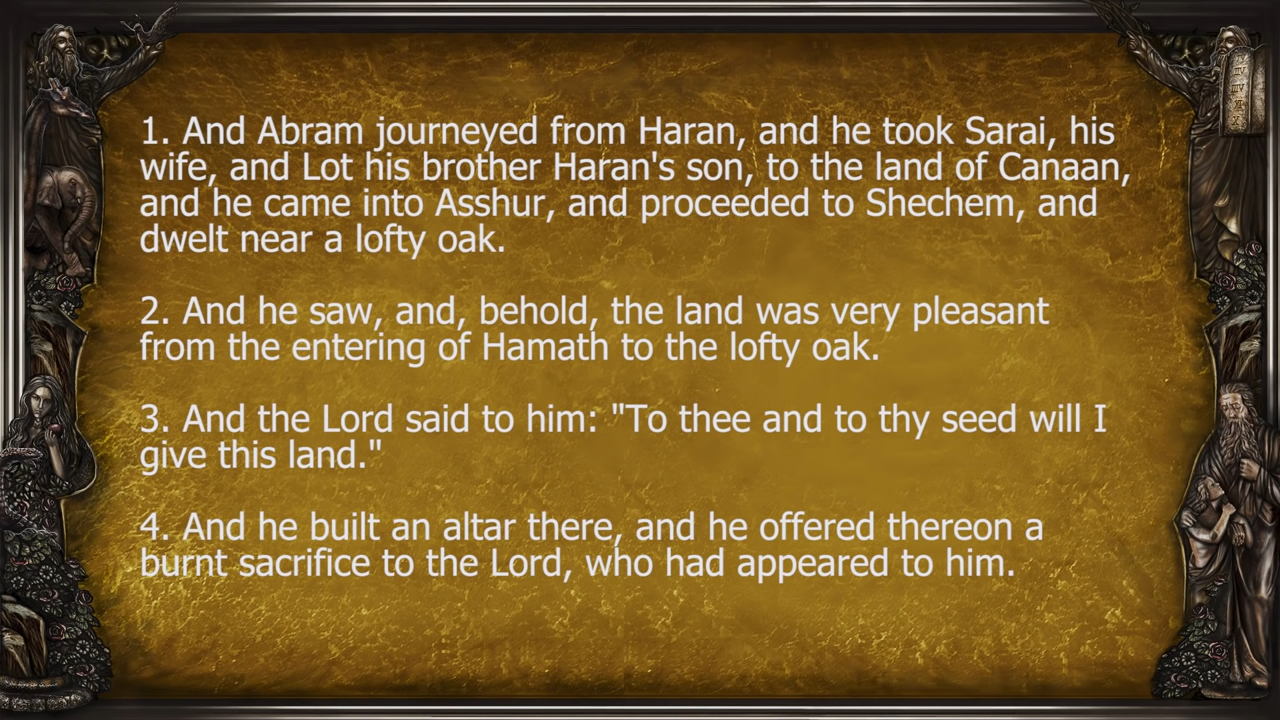 1. And Abram journeyed from Haran, and he took Sarai, his
wife, and Lot his brother Haran's son, to the land of Canaan,
and he came into Asshur, and proceeded to Shechem, and
dwelt near a lofty oak.
2. And he saw, and, behold, the land was very pleasant
from the entering of Hamath to the lofty oak.
3. And the Lord said to him: "To thee and to thy seed will I
give this land."
4. And he built an altar there, and he offered thereon a
burnt sacrifice to the Lord, who had appeared to him.